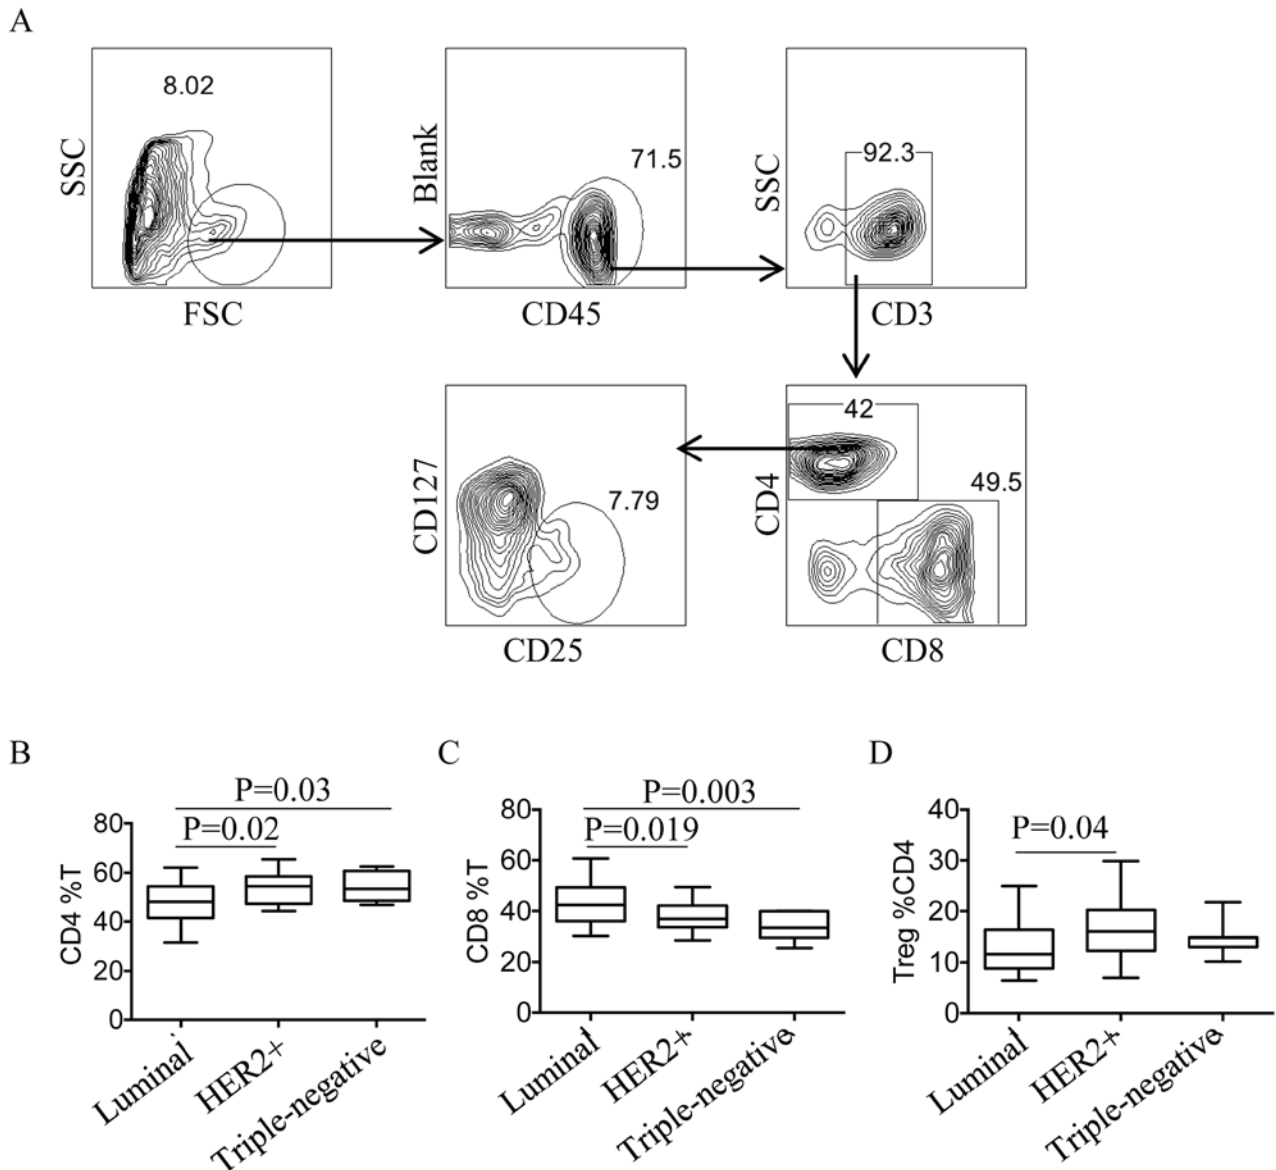 A
8.02
SSC
FSC
Blank
71.5
CD45
SSC
92.3
CD3
CD127
7.79
CD25
42
CD4
49.5
CD8
B
P=0.03
P=0.02
CD4 %T
80
60
40
20
0
Luminal
HER2+
Triple-negative
C
P=0.003
P=0.019
CD8 %T
80
60
40
20
0
Luminal
HER2+
Triple-negative
D
P=0.04
Treg %CD4
40
30
20
10
0
Luminal
HER2+
Triple-negative